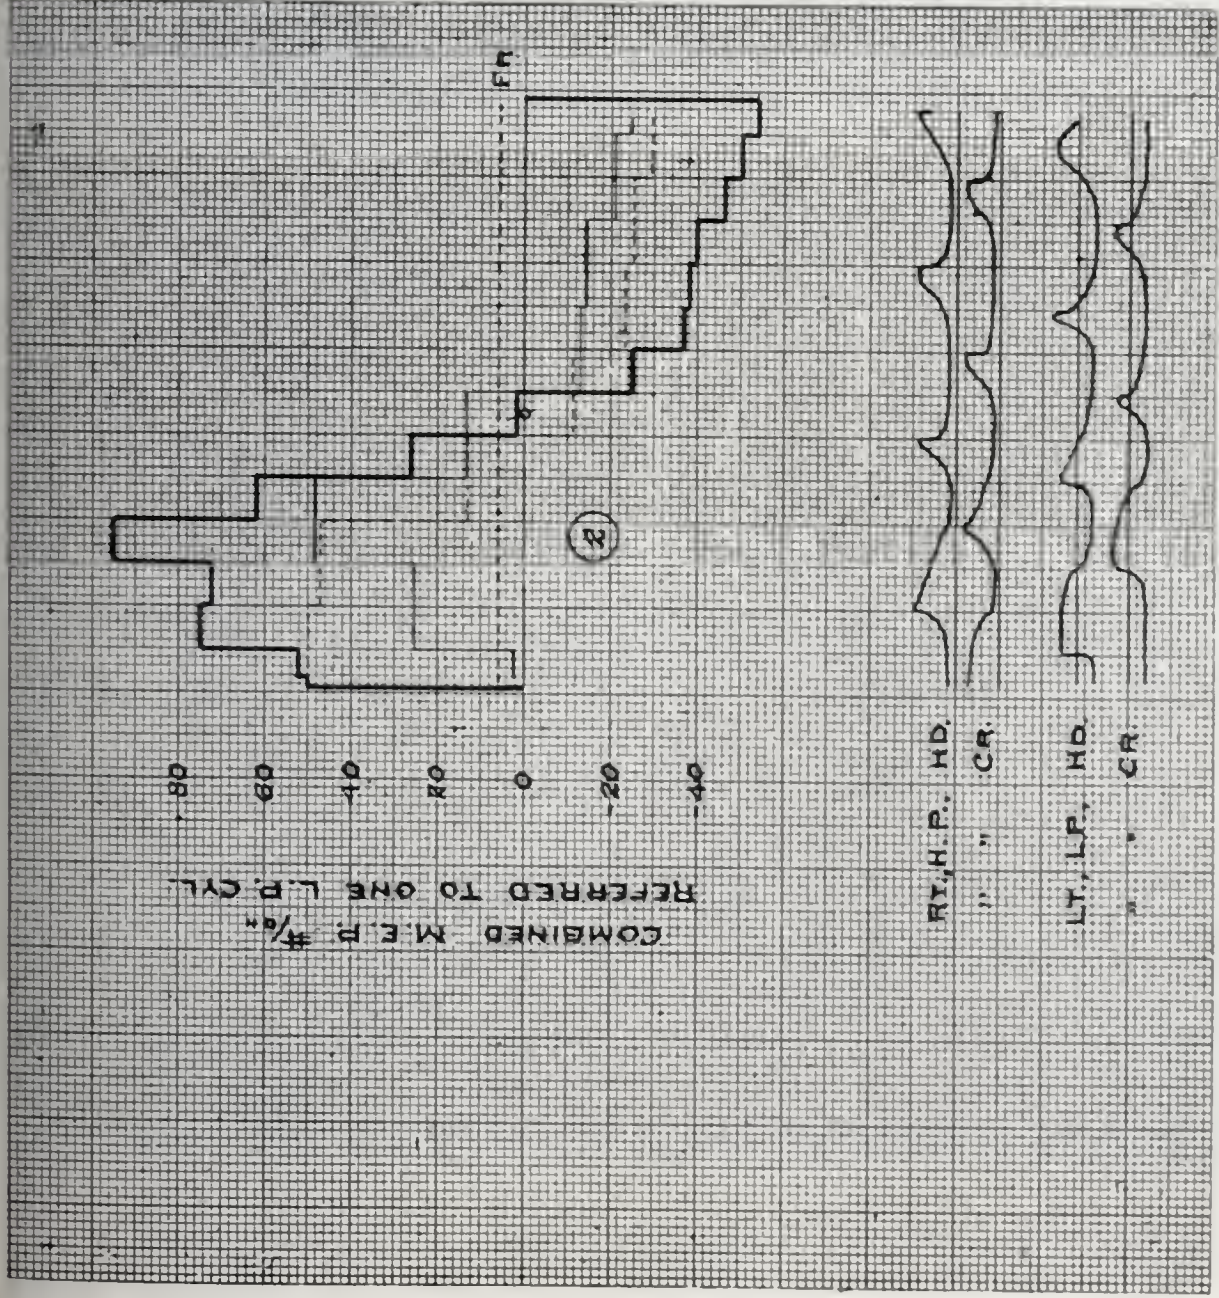 FR.
80
60
40
20
0
-20
-40
COMBINED M.E.P. #/□"
REFERRED TO ONE L.P. CYL.
2
RT., H.P., HD.
" " CR.
LT., L.P., HD.
" " CR.